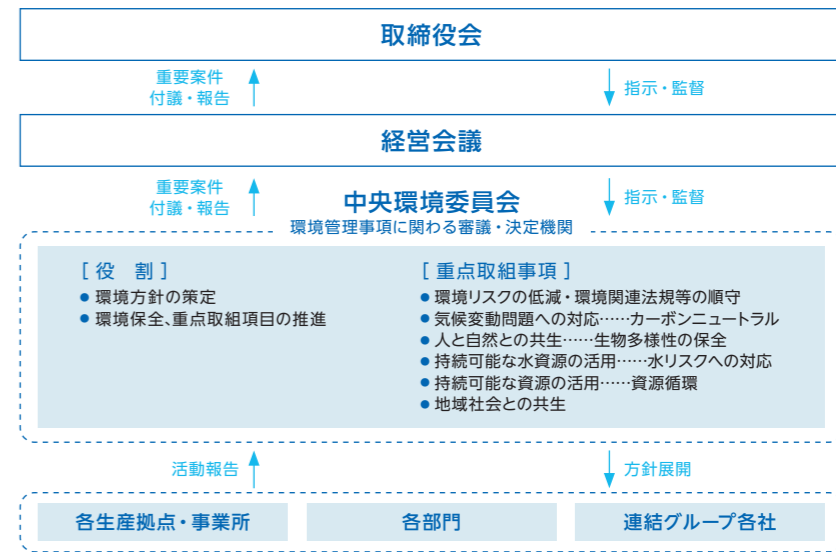 取締役会
重要案件
付議・報告
指示・監督
経営会議
重要案件
付議・報告
指示・監督
中央環境委員会
環境管理事項に関わる審議・決定機関
[ 役　割 ]
● 環境方針の策定
● 環境保全、重点取組項目の推進
[ 重点取組事項 ]
● 環境リスクの低減・環境関連法規等の順守
● 気候変動問題への対応……カーボンニュートラル
● 人と自然との共生……生物多様性の保全
● 持続可能な水資源の活用……水リスクへの対応
● 持続可能な資源の活用……資源循環
● 地域社会との共生
活動報告
方針展開
各生産拠点・事業所
各部門
連結グループ各社